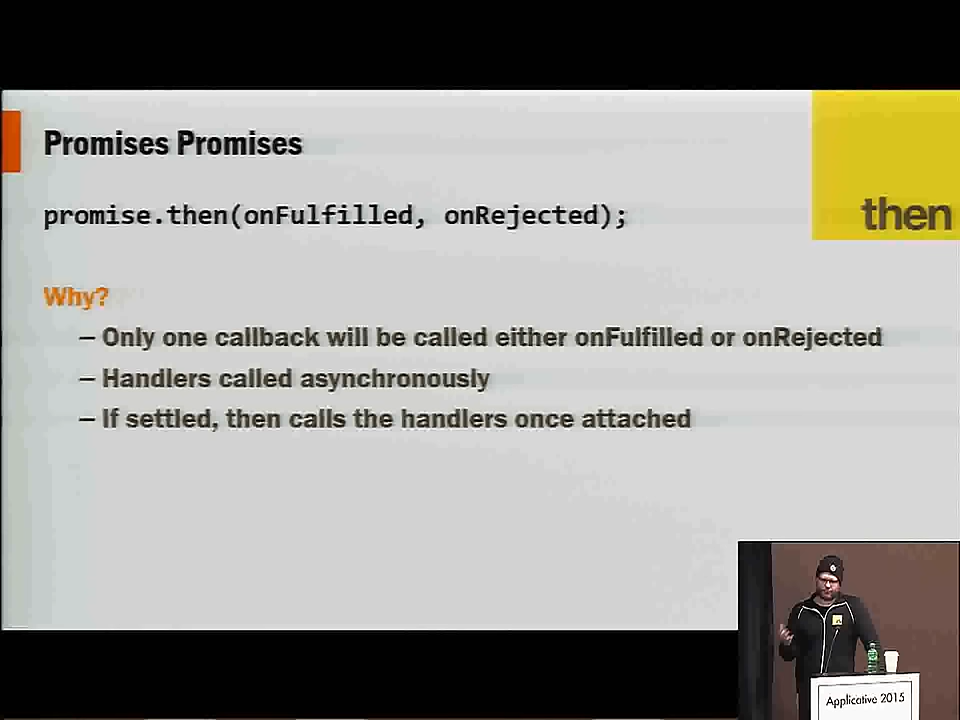 Promises Promises
promise.then(onFulfilled, onRejected);
then
Why?
– Only one callback will be called either onFulfilled or onRejected
– Handlers called asynchronously
– If settled, then calls the handlers once attached
Applicative 2015